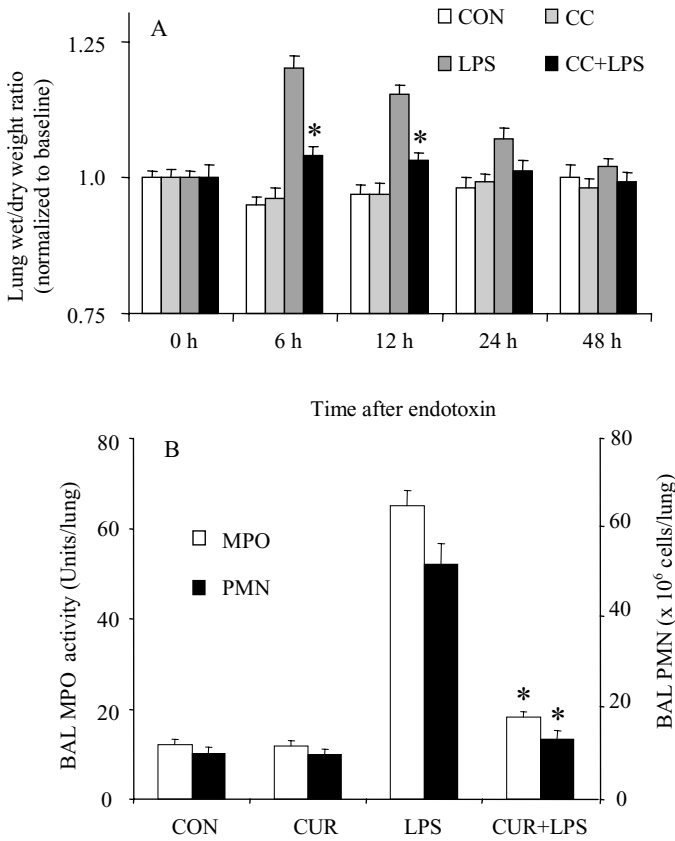 A
CON
CC
LPS
CC+LPS
Lung wet/dry weight ratio
(normalized to baseline)
1.25
1.0
0.75
*
*
0 h
6 h
12 h
24 h
48 h
Time after endotoxin
B
MPO
PMN
BAL MPO activity (Units/lung)
80
60
40
20
0
*
*
80
60
40
20
0
BAL PMN (x 10⁶ cells/lung)
CON
CUR
LPS
CUR+LPS